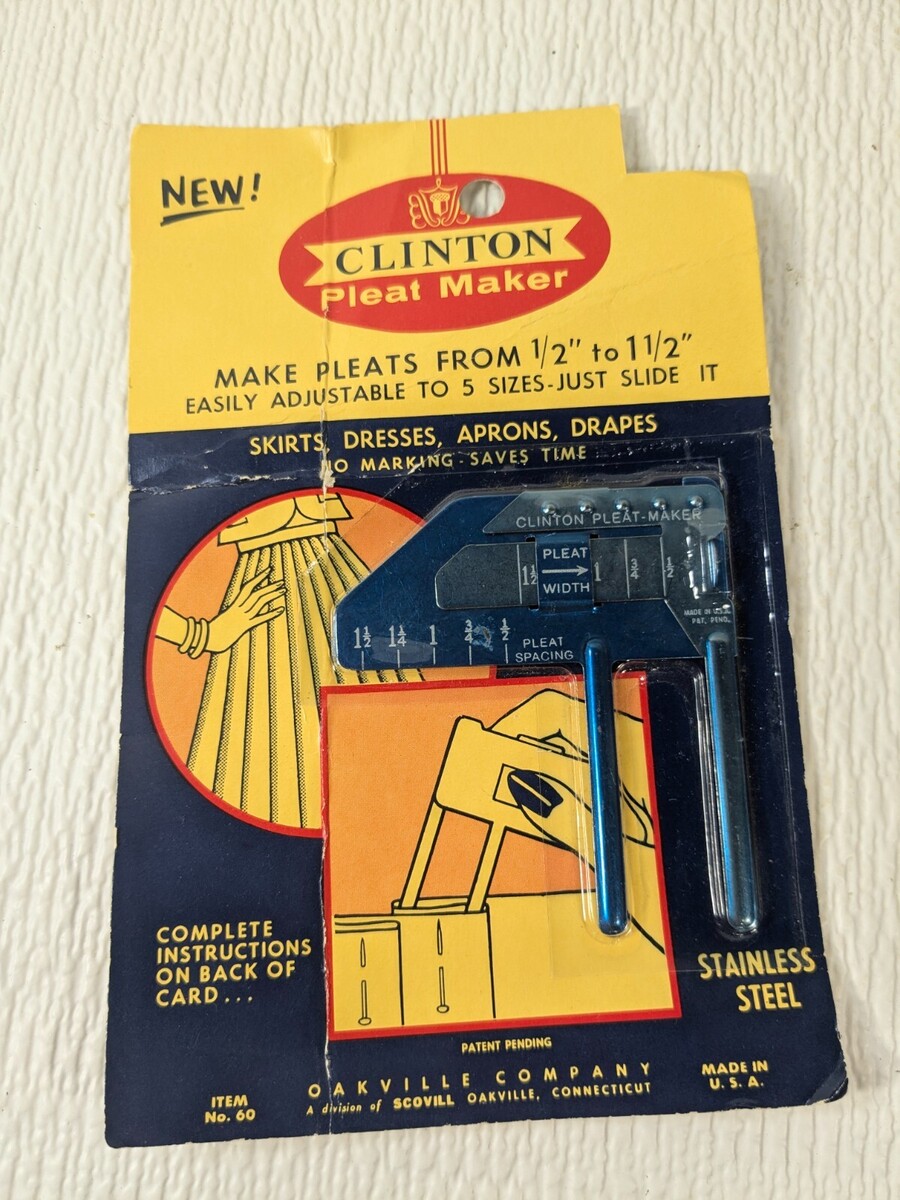 NEW!
CLINTON
Pleat Maker
MAKE PLEATS FROM 1/2" to 1 1/2"
EASILY ADJUSTABLE TO 5 SIZES-JUST SLIDE IT
SKIRTS, DRESSES, APRONS, DRAPES
NO MARKING - SAVES TIME
CLINTON PLEAT-MAKER
1 1/2 PLEAT WIDTH 1 3/4 1/2
MADE IN U.S.A.
PAT. PEND.
1 1/2 1 1/4 1 3/4 1/2 PLEAT
SPACING
COMPLETE
INSTRUCTIONS
ON BACK OF
CARD...
STAINLESS
STEEL
PATENT PENDING
OAKVILLE COMPANY
A division of SCOVILL OAKVILLE, CONNECTICUT
ITEM
No. 60
MADE IN
U. S. A.